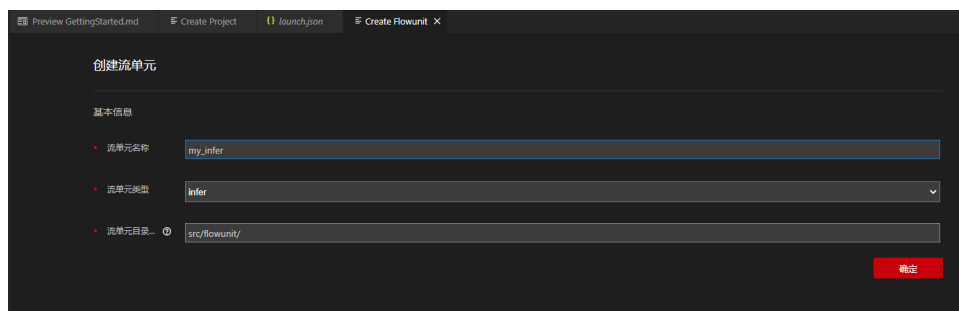 Preview GettingStarted.md Create Project {} launch.json Create Flowunit ×
创建流单元
基本信息
* 流单元名称 my_infer
* 流单元类型 infer
* 流单元目录... ? src/flowunit/
确定